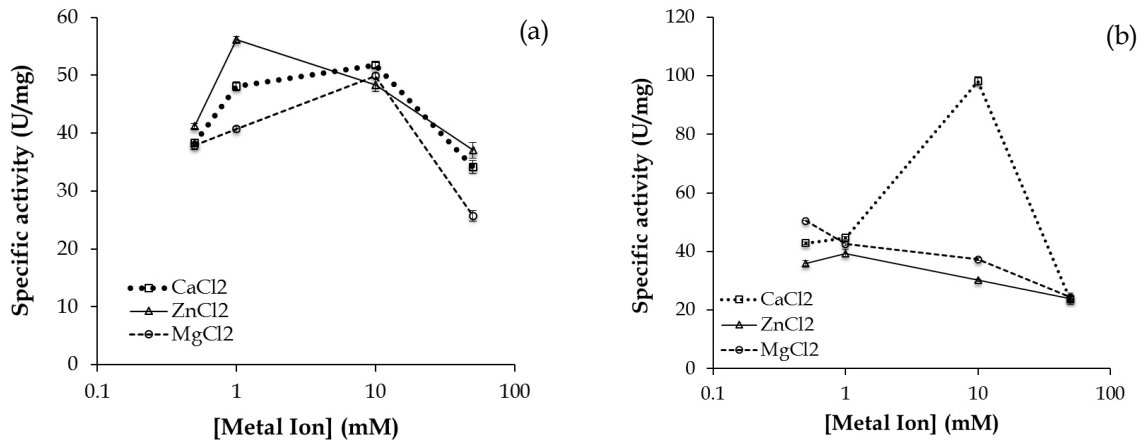 (a)
Specific activity (U/mg)
60
50
40
30
20
10
0
CaCl2
ZnCl2
MgCl2
0.1
1
10
100
[Metal Ion] (mM)
(b)
Specific activity (U/mg)
120
100
80
60
40
20
0
CaCl2
ZnCl2
MgCl2
0.1
1
10
100
[Metal Ion] (mM)